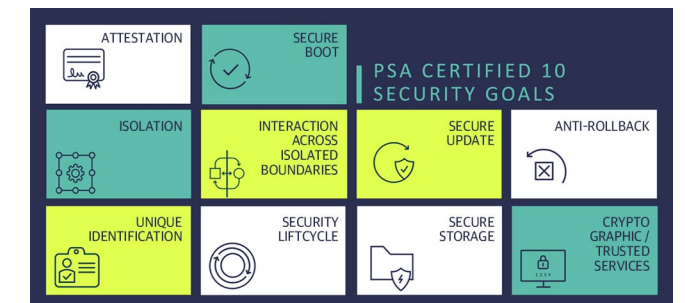 ATTESTATION
SECURE
BOOT
PSA CERTIFIED 10
SECURITY GOALS
ISOLATION
INTERACTION
ACROSS
ISOLATED
BOUNDARIES
SECURE
UPDATE
ANTI-ROLLBACK
UNIQUE
IDENTIFICATION
SECURITY
LIFTCYCLE
SECURE
STORAGE
CRYPTO
GRAPHIC /
TRUSTED
SERVICES
1234